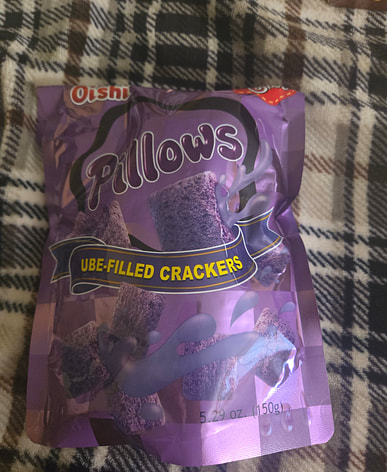 Oishi
Pillows
UBE-FILLED CRACKERS
5.29 oz. (150g)